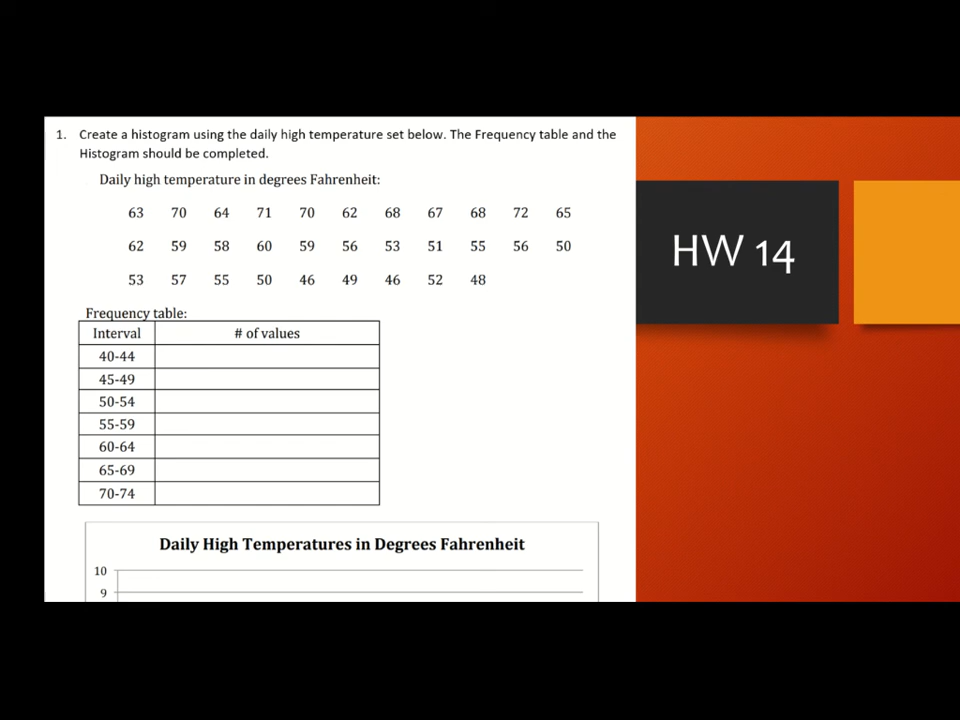 1. Create a histogram using the daily high temperature set below. The Frequency table and the
Histogram should be completed.
Daily high temperature in degrees Fahrenheit:
63 70 64 71 70 62 68 67 68 72 65
62 59 58 60 59 56 53 51 55 56 50
53 57 55 50 46 49 46 52 48
Frequency table:
Interval # of values
40-44
45-49
50-54
55-59
60-64
65-69
70-74
Daily High Temperatures in Degrees Fahrenheit
10
9
HW 14